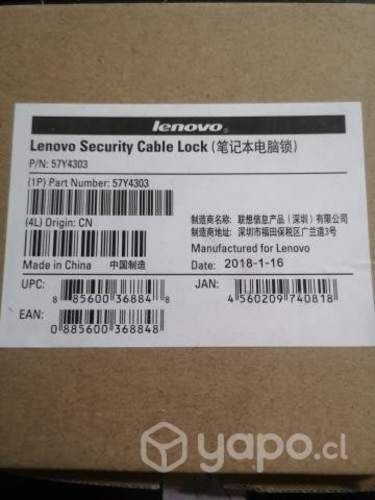 lenovo
Lenovo Security Cable Lock (笔记本电脑锁)
P/N: 57Y4303
(1P) Part Number: 57Y4303
(4L) Origin: CN
制造商: 联想信息产品(深圳)有限公司
制造商地址: 深圳市福田保税区广兰道3号
Manufactured for Lenovo
Made in China 中国制造
Date: 2018-1-16
UPC:
8 85600 36884 8
JAN:
4 560209 740818
EAN:
0 885600 368848
yapo.cl